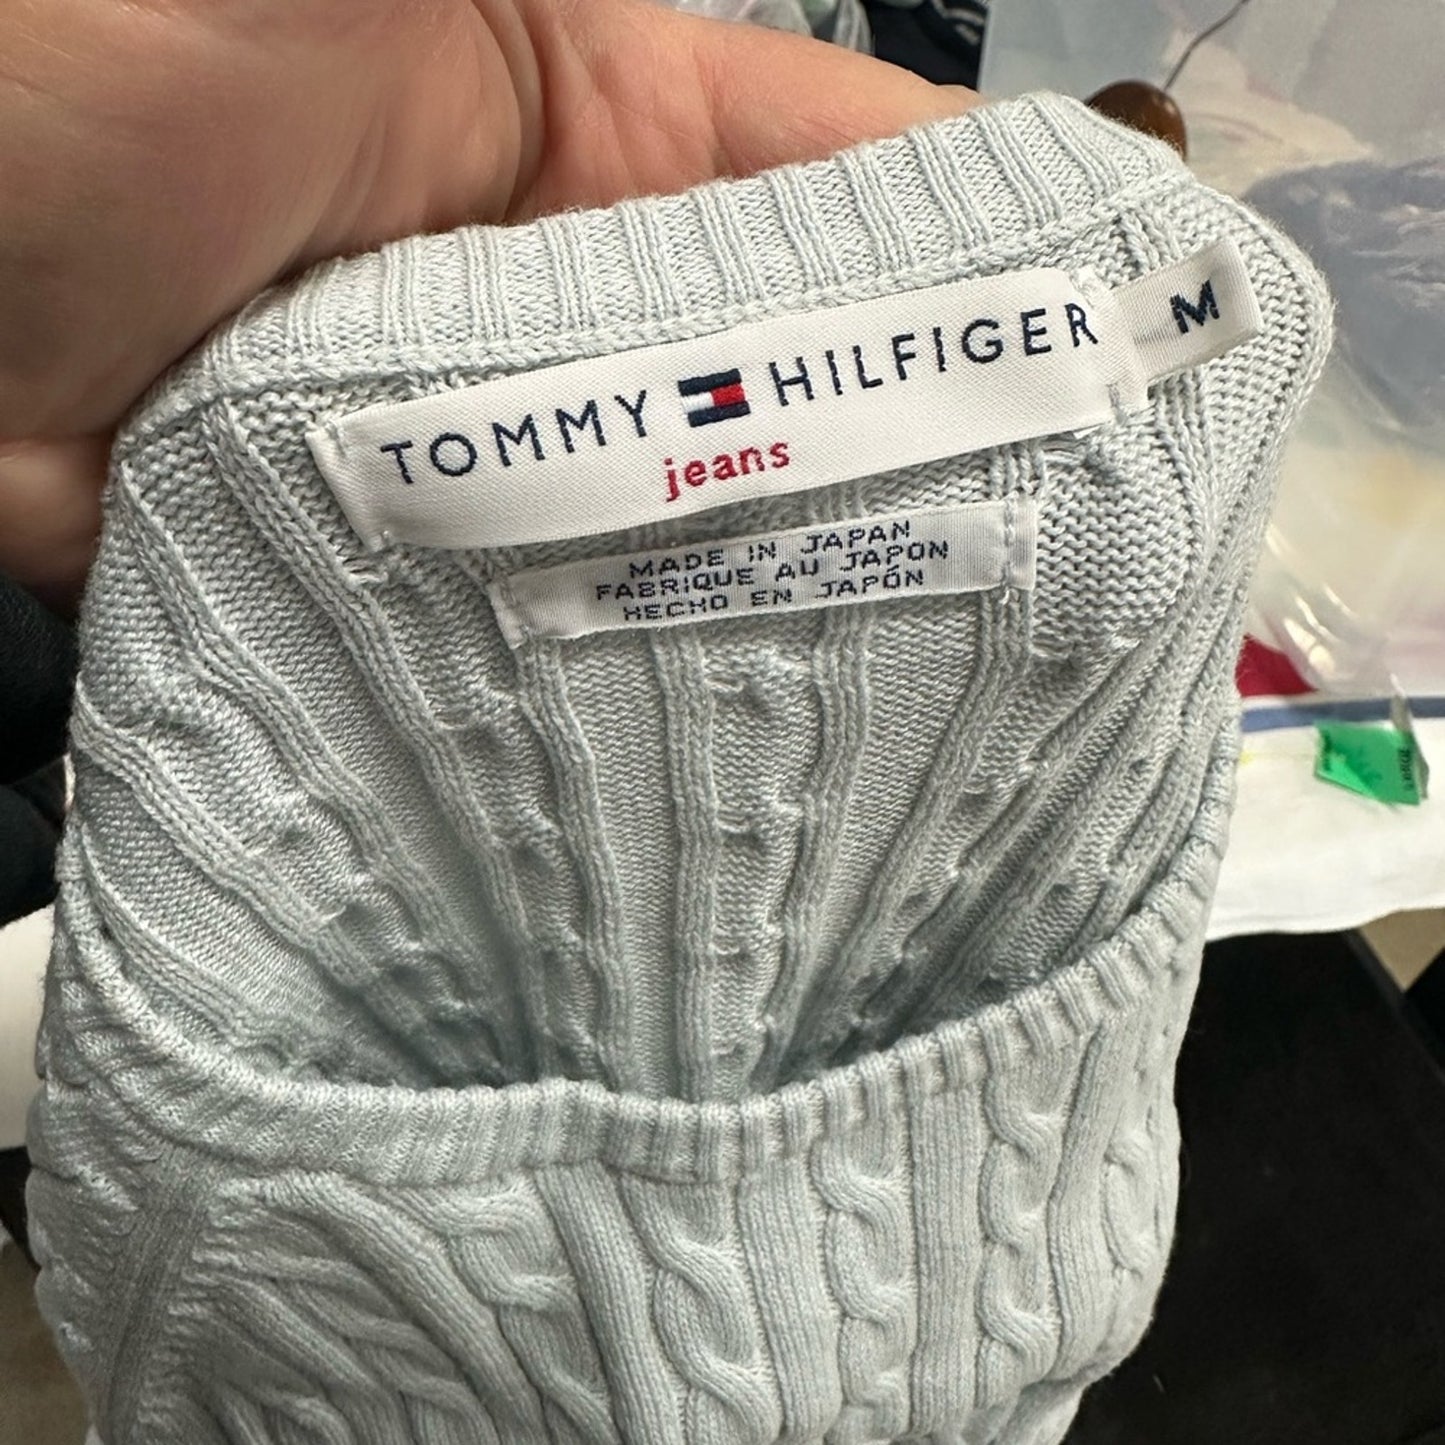 TOMMY HILFIGER
jeans
M
MADE IN JAPAN
FABRIQUE AU JAPON
HECHO EN JAPÓN